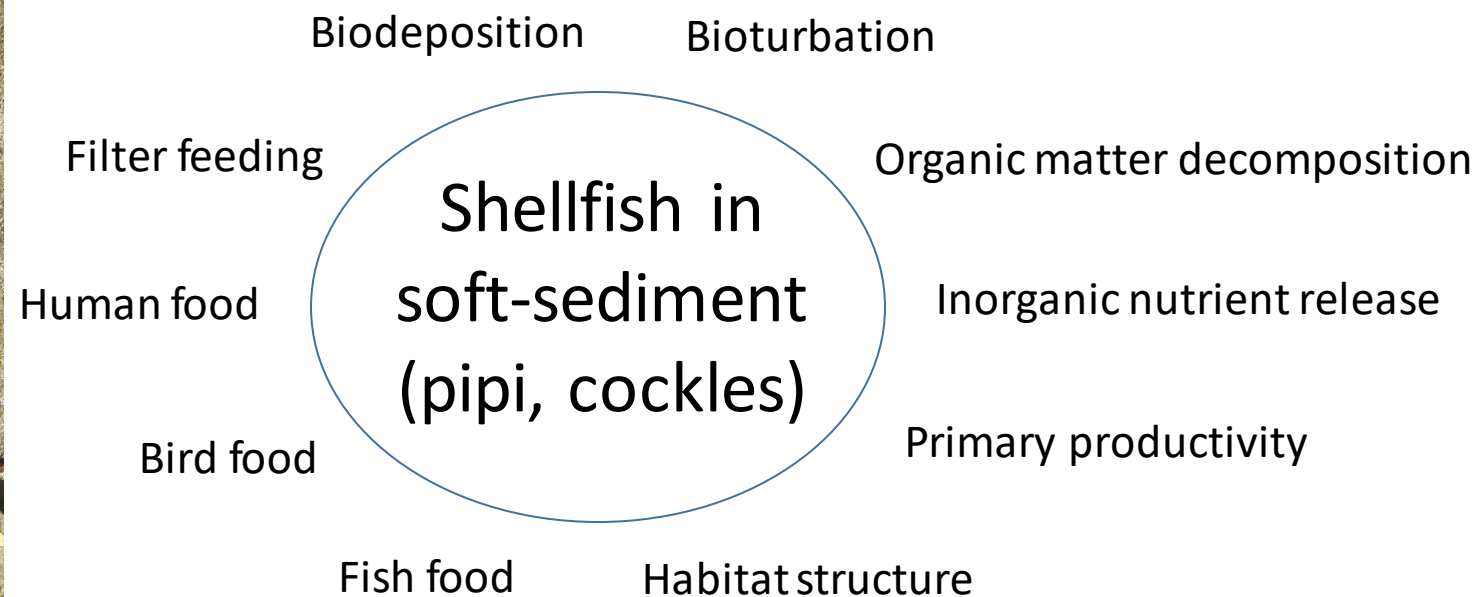 Biodeposition
Bioturbation
Filter feeding
Organic matter decomposition
Shellfish in
soft-sediment
(pipi, cockles)
Human food
Inorganic nutrient release
Bird food
Primary productivity
Fish food
Habitat structure